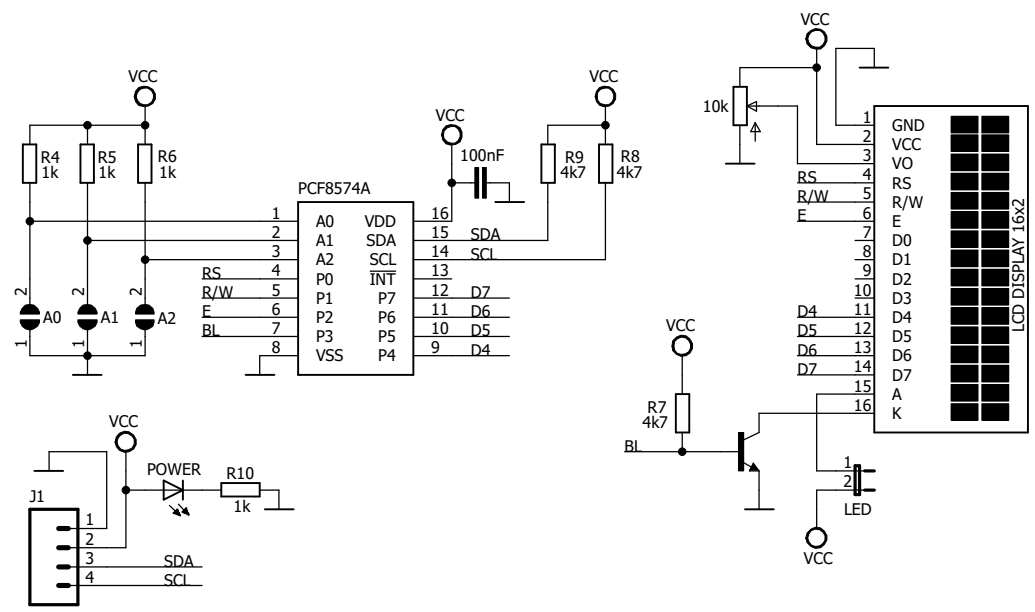 VCC
R4
1k
R5
1k
R6
1k
2
2
2
A0
A1
A2
1
1
1
PCF8574A
1 A0 VDD 16
2 A1 SDA 15 SDA
3 A2 SCL 14 SCL
RS 4 P0 INT 13
R/W 5 P1 P7 12 D7
E 6 P2 P6 11 D6
BL 7 P3 P5 10 D5
8 VSS P4 9 D4
VCC
100nF
VCC
R9
4k7
R8
4k7
VCC
10k
1 GND
2 VCC
3 VO
RS 4 RS
R/W 5 R/W
E 6 E
7 D0
8 D1
9 D2
10 D3
D4 11 D4
D5 12 D5
D6 13 D6
D7 14 D7
15 A
16 K
LCD DISPLAY 16x2
VCC
R7
4k7
BL
1
2
LED
VCC
VCC
POWER
R10
1k
J1
1
2
3 SDA
4 SCL